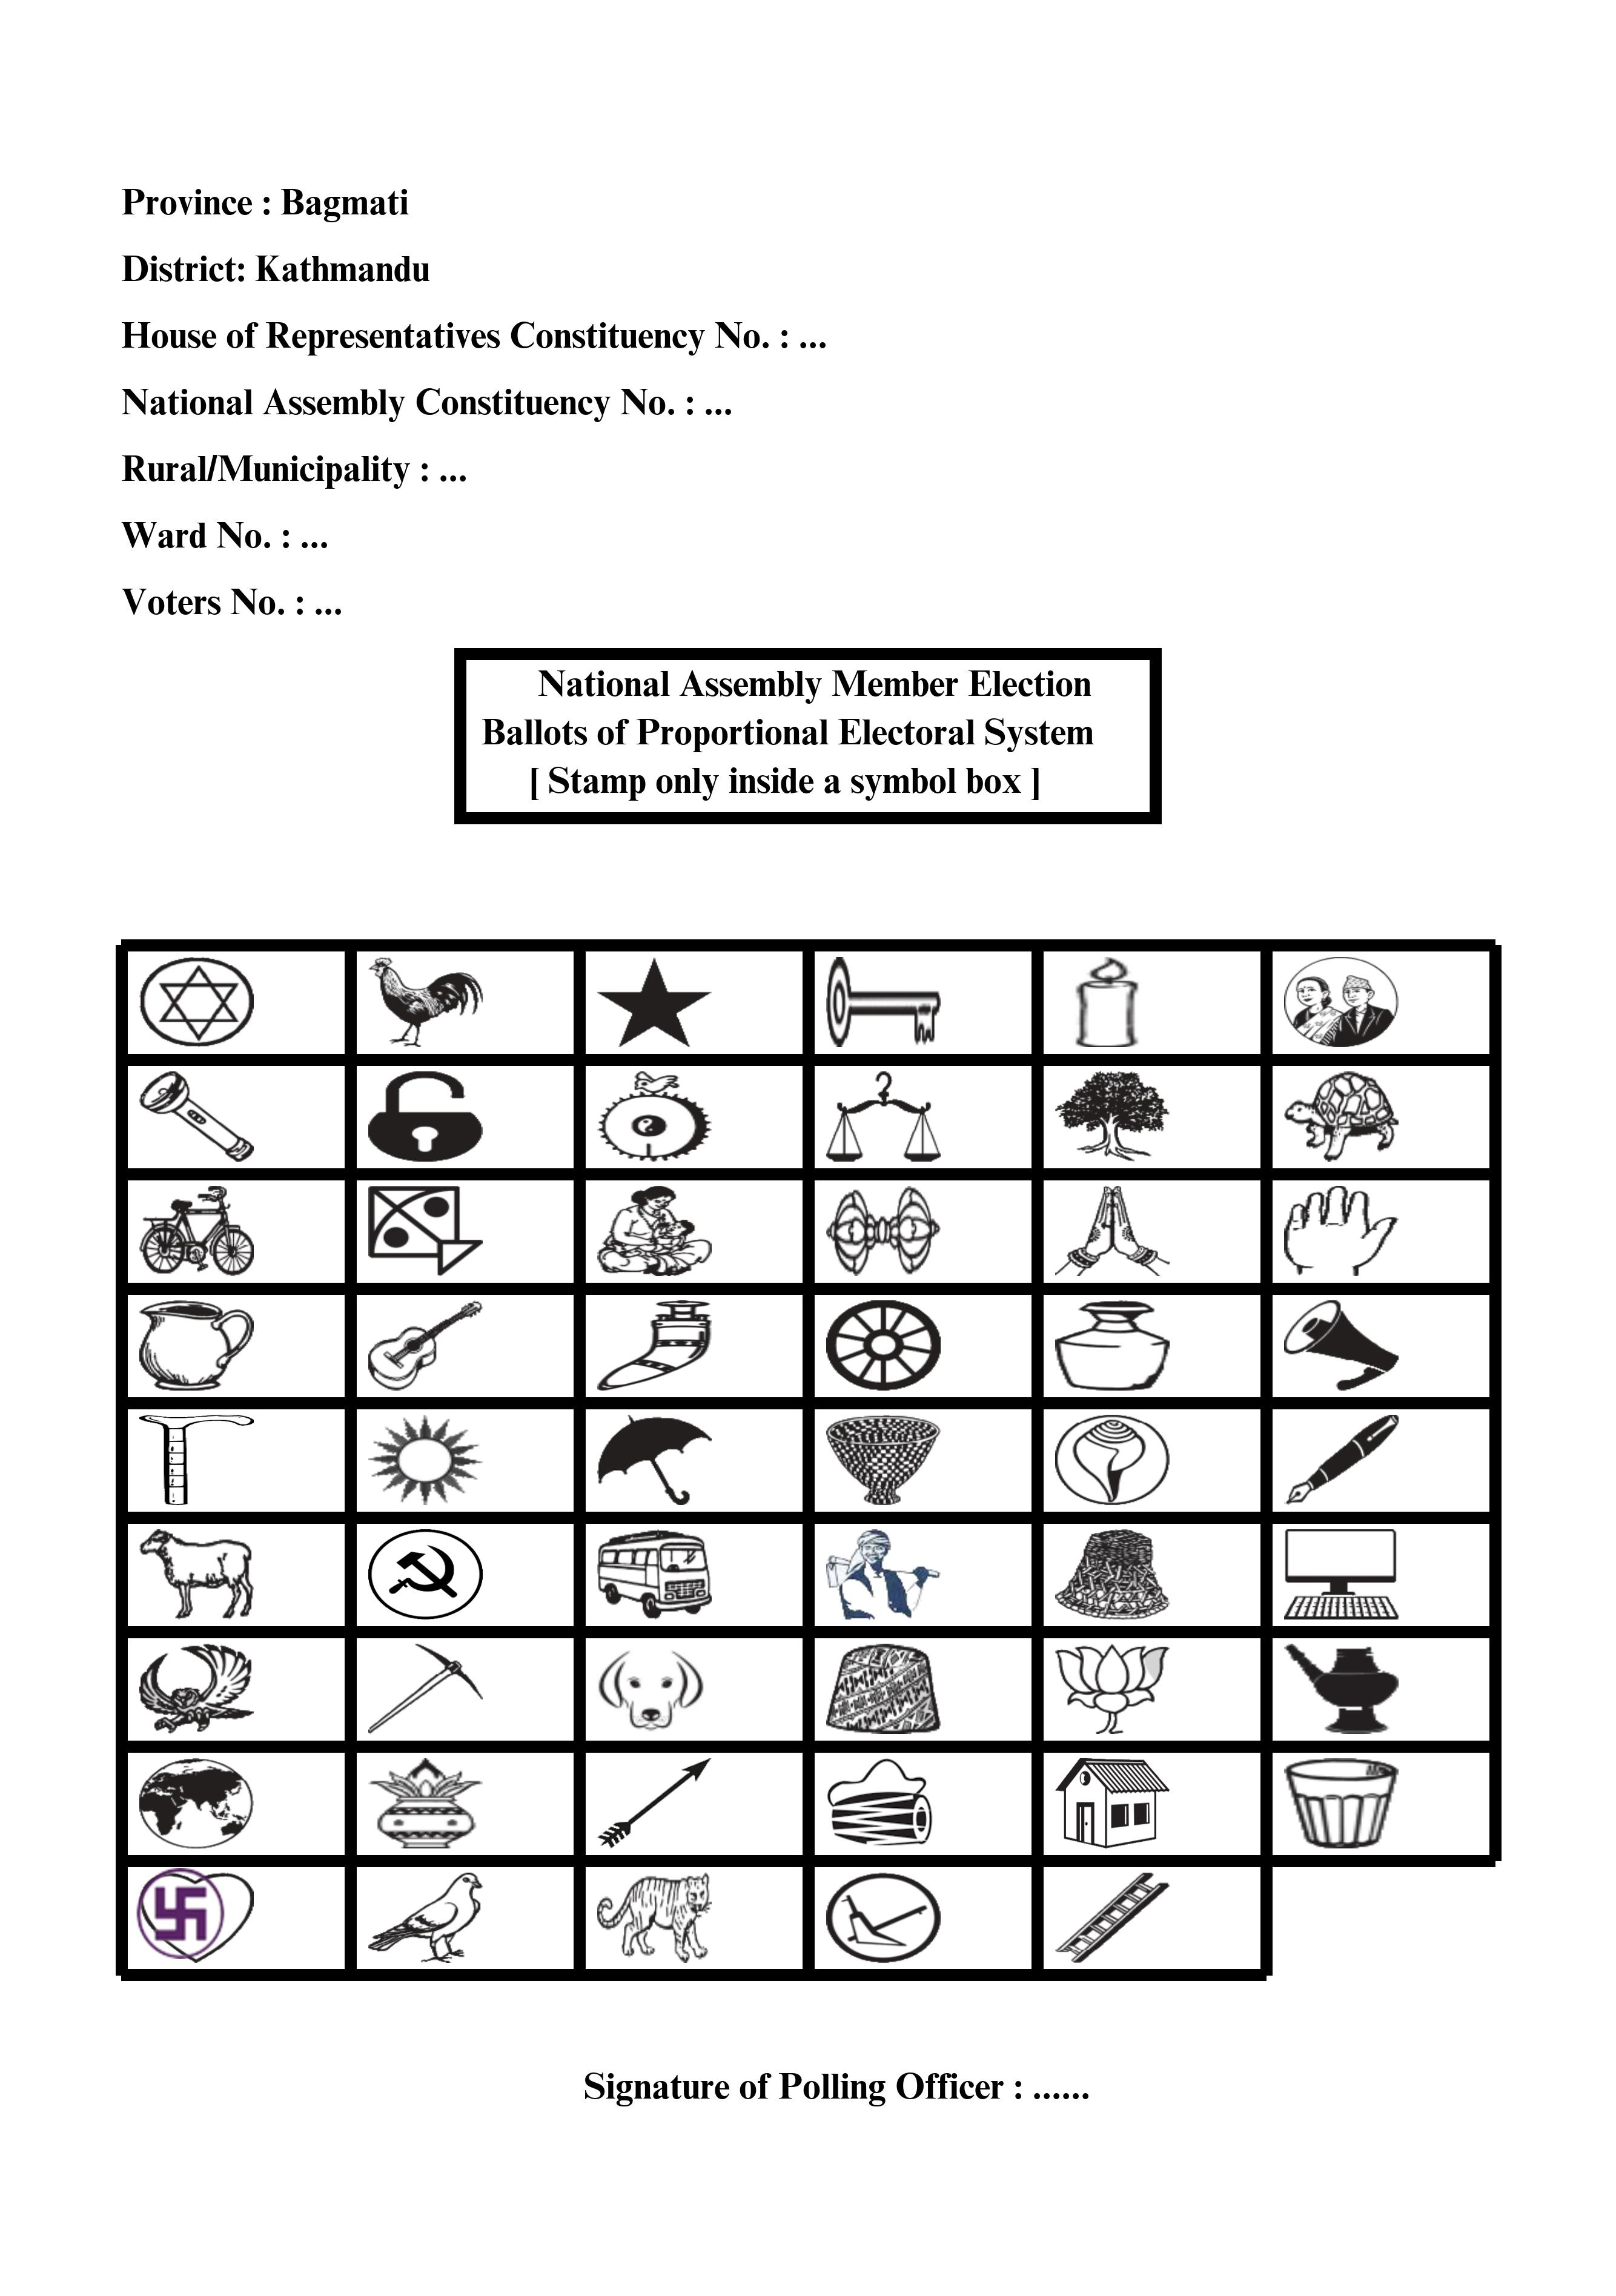 Province : Bagmati
District: Kathmandu
House of Representatives Constituency No. : ...
National Assembly Constituency No. : ...
Rural/Municipality : ...
Ward No. : ...
Voters No. : ...
National Assembly Member Election
Ballots of Proportional Electoral System
[ Stamp only inside a symbol box ]
Signature of Polling Officer : ......